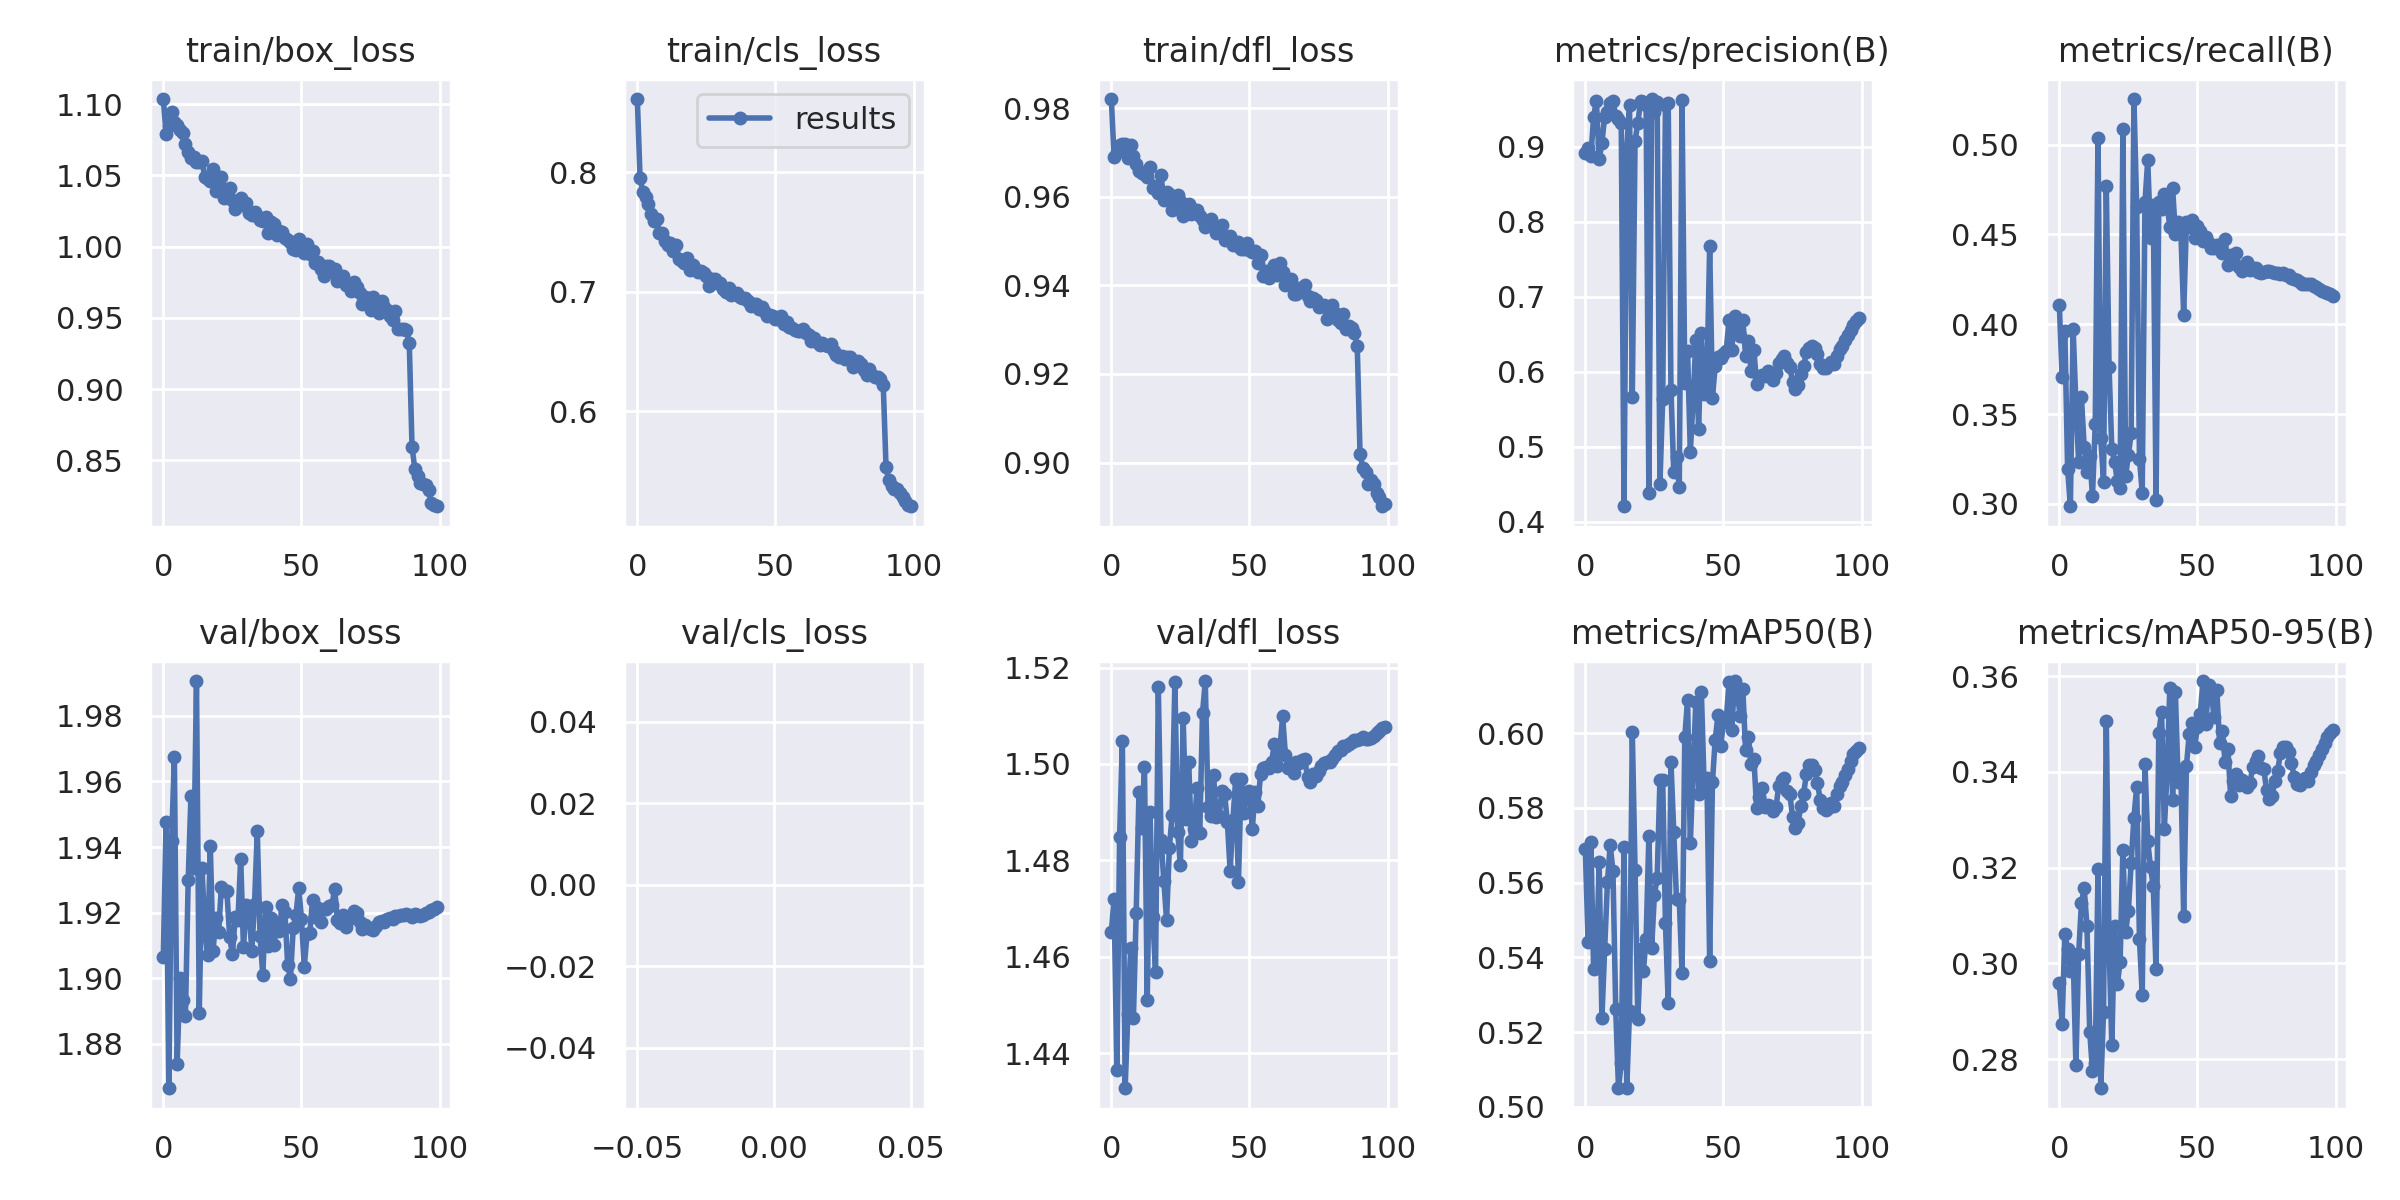 train/box_loss
1.10
1.05
1.00
0.95
0.90
0.85
0 50 100
train/cls_loss
results
0.8
0.7
0.6
0 50 100
train/dfl_loss
0.98
0.96
0.94
0.92
0.90
0 50 100
metrics/precision(B)
0.9
0.8
0.7
0.6
0.5
0.4
0 50 100
metrics/recall(B)
0.50
0.45
0.40
0.35
0.30
0 50 100
val/box_loss
1.98
1.96
1.94
1.92
1.90
1.88
0 50 100
val/cls_loss
0.04
0.02
0.00
−0.02
−0.04
−0.05 0.00 0.05
val/dfl_loss
1.52
1.50
1.48
1.46
1.44
0 50 100
metrics/mAP50(B)
0.60
0.58
0.56
0.54
0.52
0.50
0 50 100
metrics/mAP50-95(B)
0.36
0.34
0.32
0.30
0.28
0 50 100